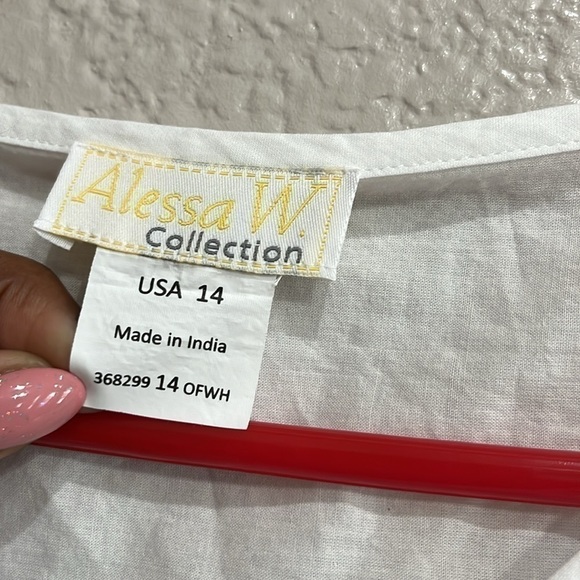 Alessa W.
Collection
USA 14
Made in India
368299 14 OFWH